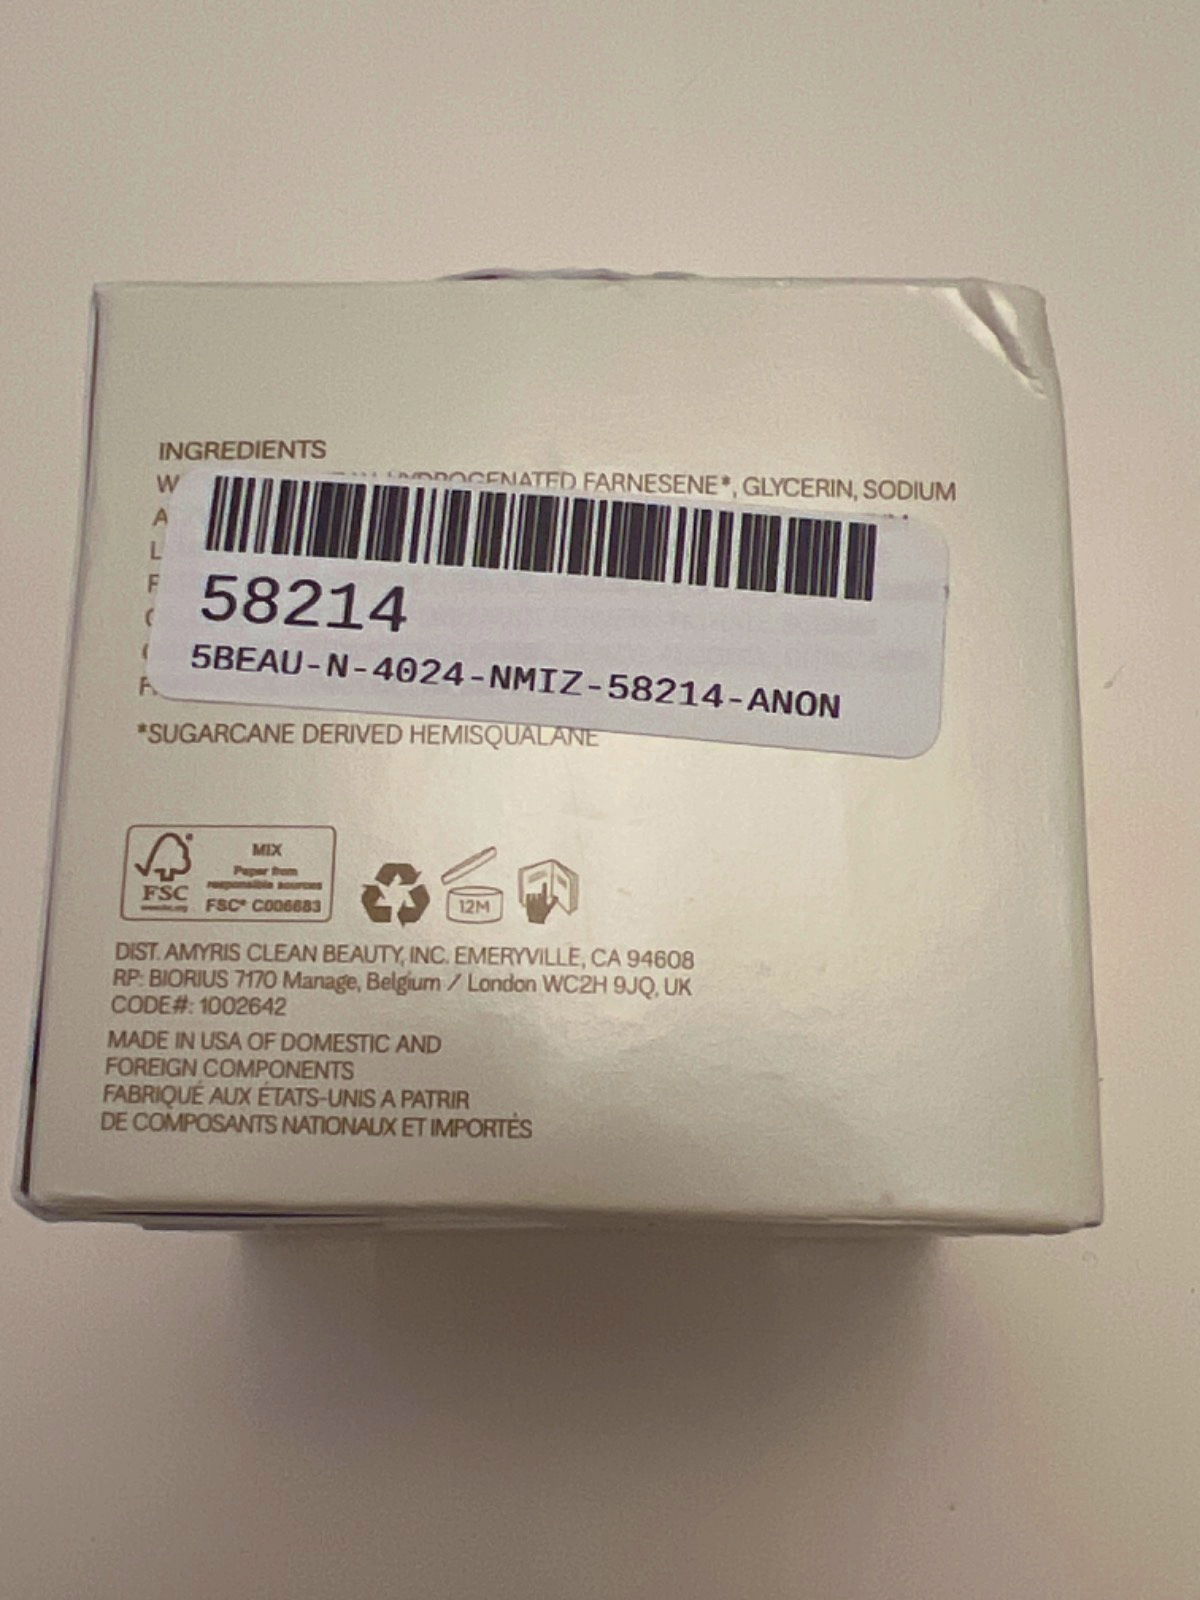 INGREDIENTS
HYDROGENATED FARNESENE*, GLYCERIN, SODIUM
58214
5BEAU-N-4024-NMIZ-58214-ANON
*SUGARCANE DERIVED HEMISQUALANE
FSC
MIX
Paper from
responsible sources
FSC® C006683
12M
DIST. AMYRIS CLEAN BEAUTY, INC. EMERYVILLE, CA 94608
RP: BIORIUS 7170 Manage, Belgium / London WC2H 9JQ, UK
CODE#: 1002642
MADE IN USA OF DOMESTIC AND
FOREIGN COMPONENTS
FABRIQUÉ AUX ÉTATS-UNIS A PATRIR
DE COMPOSANTS NATIONAUX ET IMPORTÉS